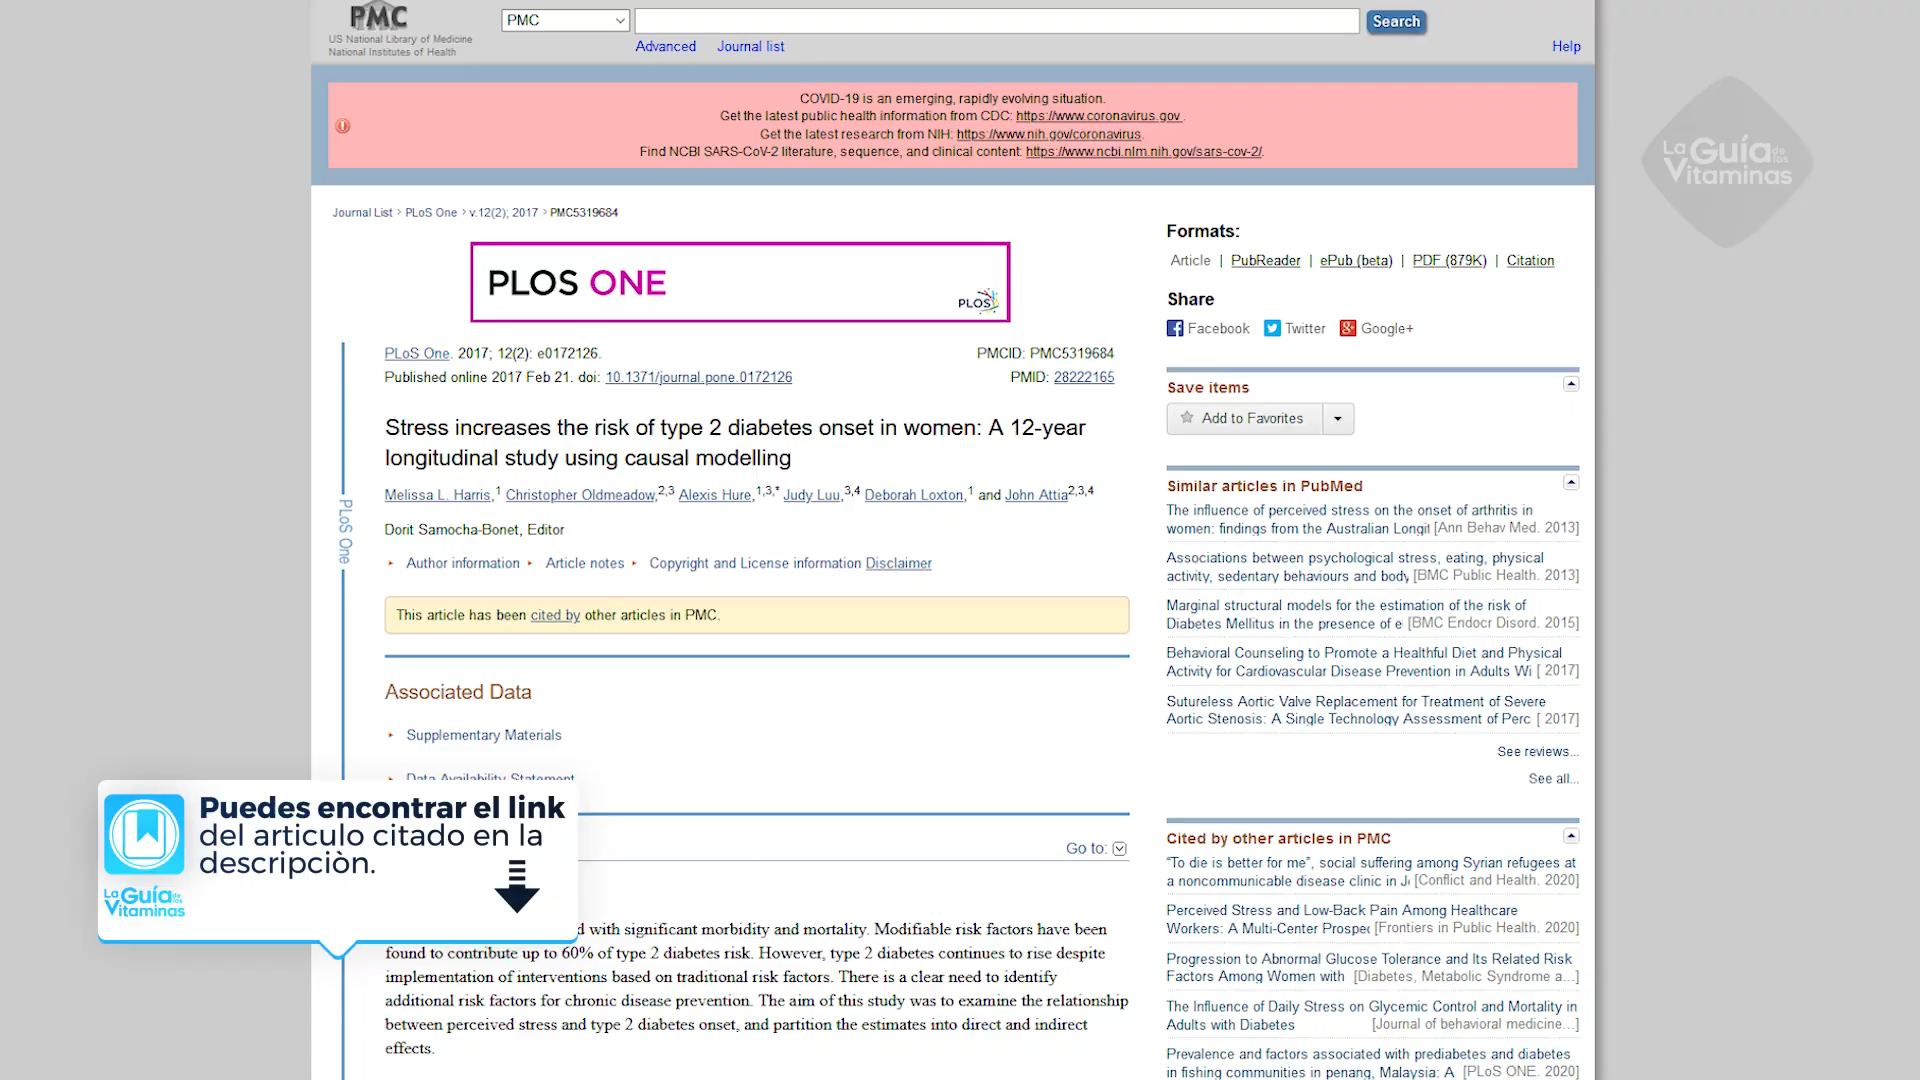 PMC
US National Library of Medicine
National Institutes of Health
PMC
Search
Advanced
Journal list
Help
COVID-19 is an emerging, rapidly evolving situation.
Get the latest public health information from CDC: https://www.coronavirus.gov .
Get the latest research from NIH: https://www.nih.gov/coronavirus.
Find NCBI SARS-CoV-2 literature, sequence, and clinical content: https://www.ncbi.nlm.nih.gov/sars-cov-2/.
La Guía de los Vitaminas
Journal List > PLoS One > v.12(2); 2017 > PMC5319684
PLOS ONE
PLOS
PLoS One. 2017; 12(2): e0172126.
PMCID: PMC5319684
Published online 2017 Feb 21. doi: 10.1371/journal.pone.0172126
PMID: 28222165
Stress increases the risk of type 2 diabetes onset in women: A 12-year
longitudinal study using causal modelling
Melissa L. Harris,1 Christopher Oldmeadow,2,3 Alexis Hure,1,3,* Judy Luu,3,4 Deborah Loxton,1 and John Attia2,3,4
Dorit Samocha-Bonet, Editor
Author information Article notes Copyright and License information Disclaimer
This article has been cited by other articles in PMC.
PLoS One
Associated Data
Supplementary Materials
Data Availability Statement
Go to:
d with significant morbidity and mortality. Modifiable risk factors have been
found to contribute up to 60% of type 2 diabetes risk. However, type 2 diabetes continues to rise despite
implementation of interventions based on traditional risk factors. There is a clear need to identify
additional risk factors for chronic disease prevention. The aim of this study was to examine the relationship
between perceived stress and type 2 diabetes onset, and partition the estimates into direct and indirect
effects.
Puedes encontrar el link
del articulo citado en la
descripciòn.
La Guía de los Vitaminas
Formats:
Article | PubReader | ePub (beta) | PDF (879K) | Citation
Share
Facebook Twitter Google+
Save items
Add to Favorites
Similar articles in PubMed
The influence of perceived stress on the onset of arthritis in
women: findings from the Australian Longit [Ann Behav Med. 2013]
Associations between psychological stress, eating, physical
activity, sedentary behaviours and body [BMC Public Health. 2013]
Marginal structural models for the estimation of the risk of
Diabetes Mellitus in the presence of e [BMC Endocr Disord. 2015]
Behavioral Counseling to Promote a Healthful Diet and Physical
Activity for Cardiovascular Disease Prevention in Adults Wi [ 2017]
Sutureless Aortic Valve Replacement for Treatment of Severe
Aortic Stenosis: A Single Technology Assessment of Perc [ 2017]
See reviews...
See all...
Cited by other articles in PMC
“To die is better for me”, social suffering among Syrian refugees at
a noncommunicable disease clinic in J [Conflict and Health. 2020]
Perceived Stress and Low-Back Pain Among Healthcare
Workers: A Multi-Center Prospec [Frontiers in Public Health. 2020]
Progression to Abnormal Glucose Tolerance and Its Related Risk
Factors Among Women with [Diabetes, Metabolic Syndrome a...]
The Influence of Daily Stress on Glycemic Control and Mortality in
Adults with Diabetes [Journal of behavioral medicine...]
Prevalence and factors associated with prediabetes and diabetes
in fishing communities in penang, Malaysia: A [PLoS ONE. 2020]